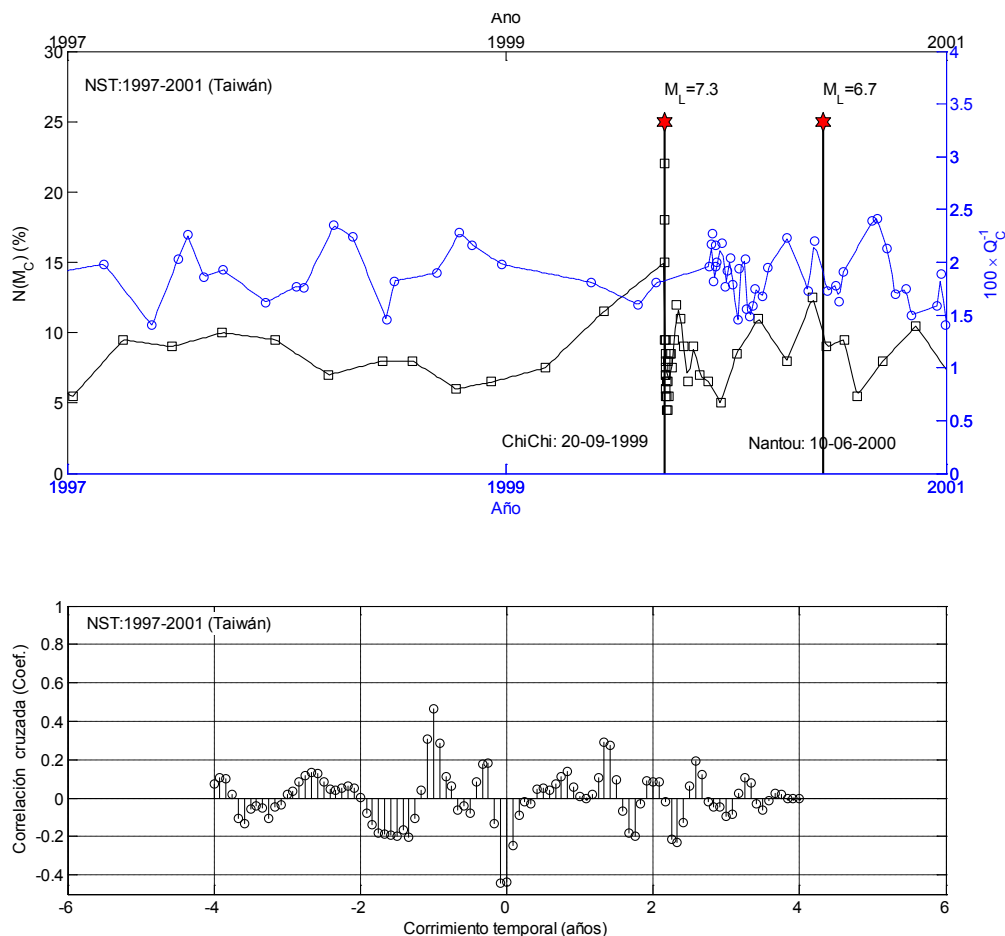 Año
1997 1999 2001
30 4
NST:1997-2001 (Taiwán) M_L=7.3 M_L=6.7
3.5
25
3
20
2.5
N(M_C) (%)
15 2
100 × Q_C^-1
1.5
10
1
5
ChiChi: 20-09-1999 Nantou: 10-06-2000
0.5
0 0
1997 1999 2001
Año
1
NST:1997-2001 (Taiwán)
0.8
0.6
0.4
0.2
0
-0.2
-0.4
Correlación cruzada (Coef.)
-6 -4 -2 0 2 4 6
Corrimiento temporal (años)